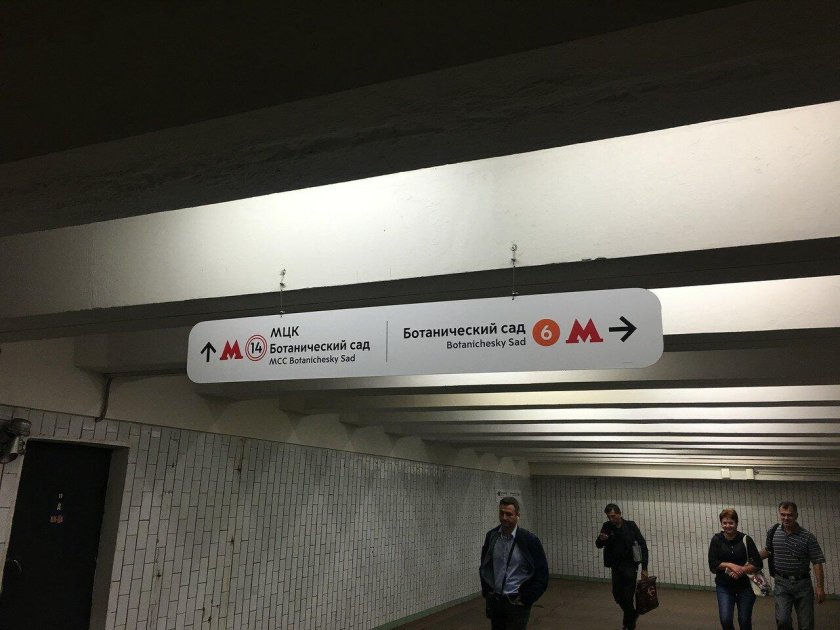 М 14 МЦК
Ботанический сад
MCC Botanichesky Sad
Ботанический сад 6 М
Botanichesky Sad